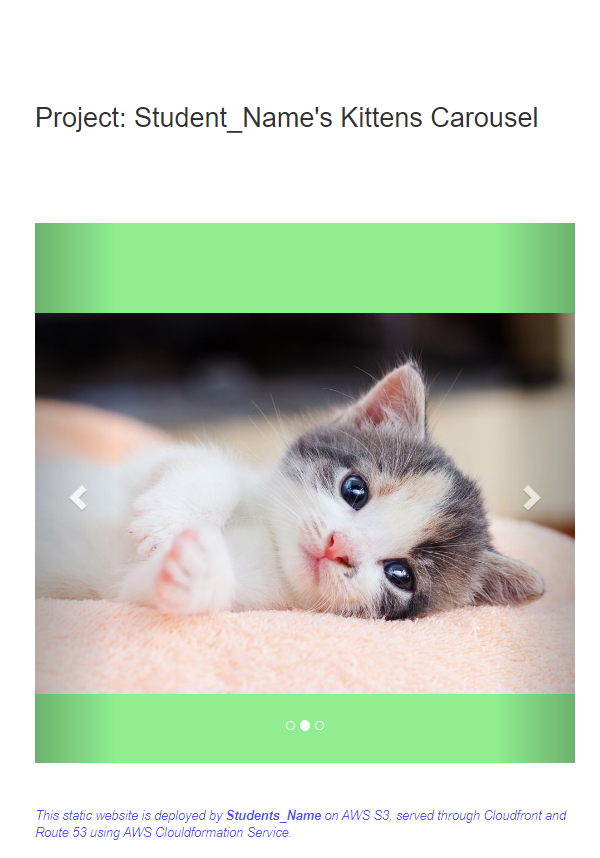 Project: Student_Name's Kittens Carousel
This static website is deployed by Students_Name on AWS S3, served through Cloudfront and
Route 53 using AWS Clouldformation Service.